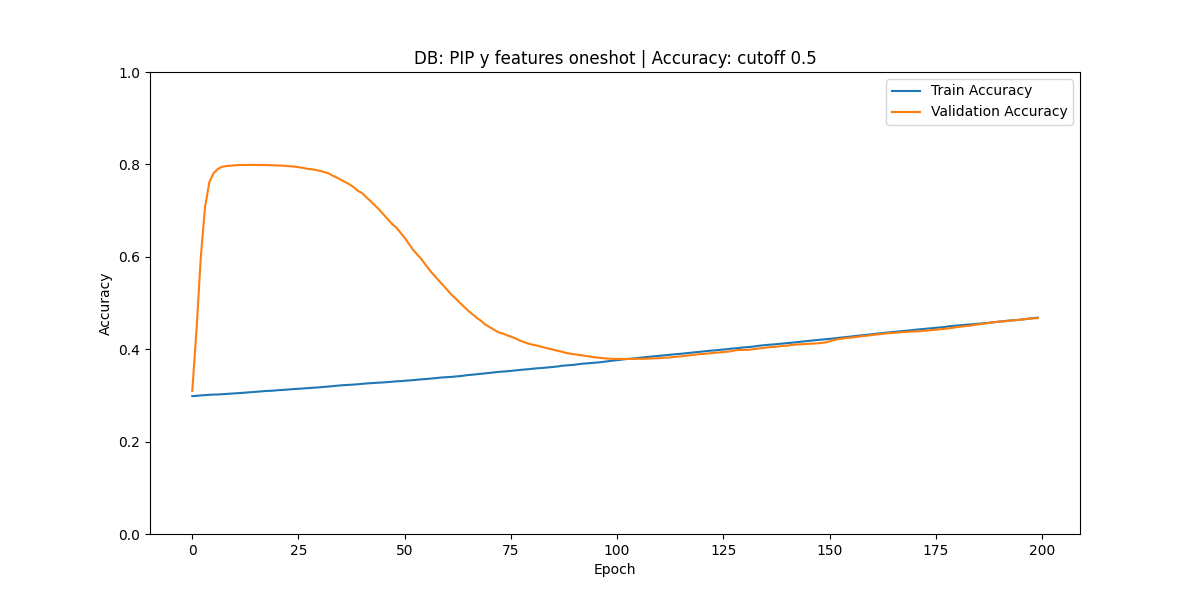 DB: PIP y features oneshot | Accuracy: cutoff 0.5
Train Accuracy
Validation Accuracy
1.0
0.8
0.6
0.4
0.2
0.0
Accuracy
0 25 50 75 100 125 150 175 200
Epoch